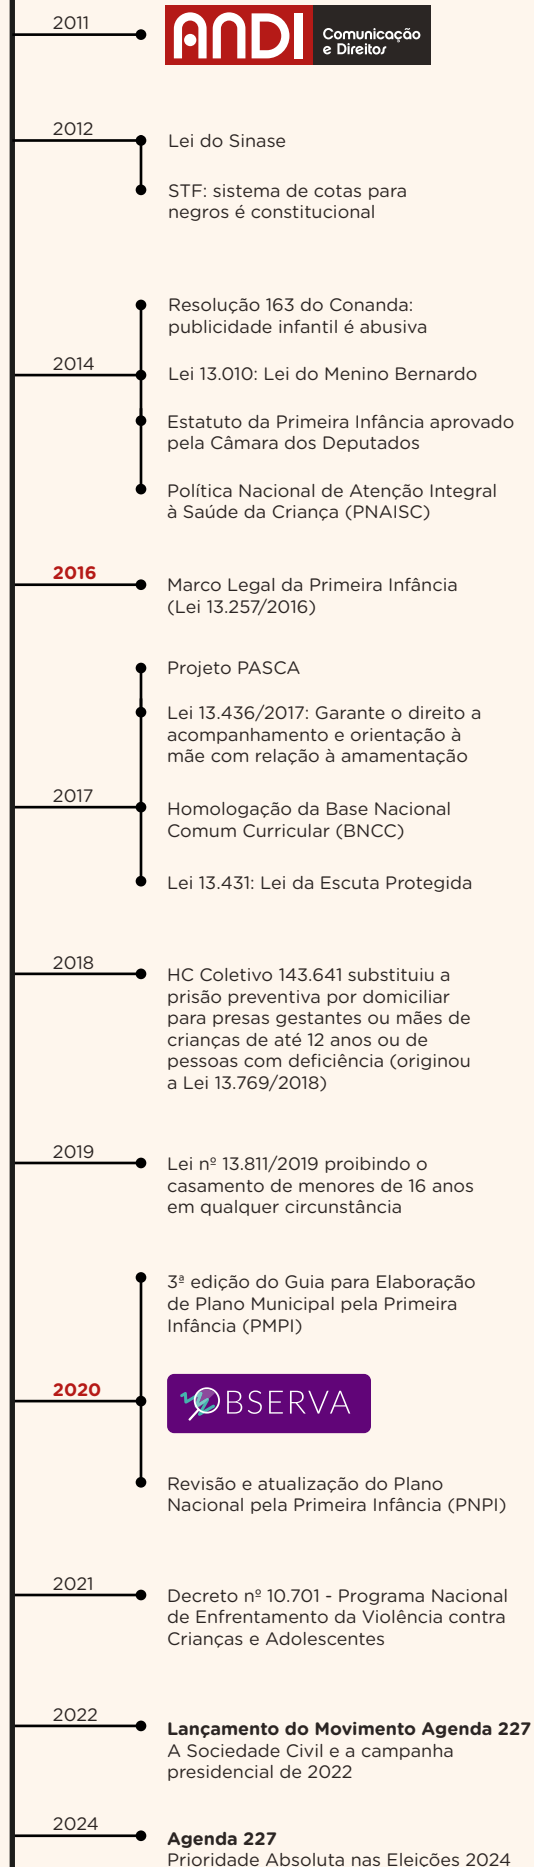 2011
ANDI Comunicação
e Direitos
2012
Lei do Sinase
STF: sistema de cotas para
negros é constitucional
Resolução 163 do Conanda:
publicidade infantil é abusiva
2014
Lei 13.010: Lei do Menino Bernardo
Estatuto da Primeira Infância aprovado
pela Câmara dos Deputados
Política Nacional de Atenção Integral
à Saúde da Criança (PNAISC)
2016
Marco Legal da Primeira Infância
(Lei 13.257/2016)
Projeto PASCA
Lei 13.436/2017: Garante o direito a
acompanhamento e orientação à
mãe com relação à amamentação
2017
Homologação da Base Nacional
Comum Curricular (BNCC)
Lei 13.431: Lei da Escuta Protegida
2018
HC Coletivo 143.641 substituiu a
prisão preventiva por domiciliar
para presas gestantes ou mães de
crianças de até 12 anos ou de
pessoas com deficiência (originou
a Lei 13.769/2018)
2019
Lei nº 13.811/2019 proibindo o
casamento de menores de 16 anos
em qualquer circunstância
3ª edição do Guia para Elaboração
de Plano Municipal pela Primeira
Infância (PMPI)
2020
OBSERVA
Revisão e atualização do Plano
Nacional pela Primeira Infância (PNPI)
2021
Decreto nº 10.701 - Programa Nacional
de Enfrentamento da Violência contra
Crianças e Adolescentes
2022
Lançamento do Movimento Agenda 227
A Sociedade Civil e a campanha
presidencial de 2022
2024
Agenda 227
Prioridade Absoluta nas Eleições 2024